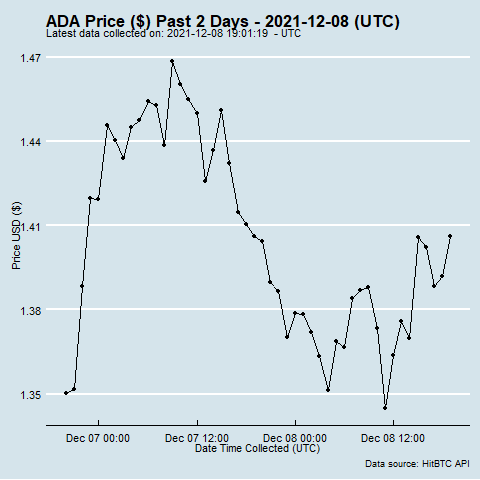 ADA Price ($) Past 2 Days - 2021-12-08 (UTC)
Latest data collected on: 2021-12-08 19:01:19  - UTC
1.47
1.44
1.41
1.38
1.35
Price USD ($)
Dec 07 00:00 Dec 07 12:00 Dec 08 00:00 Dec 08 12:00
Date Time Collected (UTC)
Data source: HitBTC API